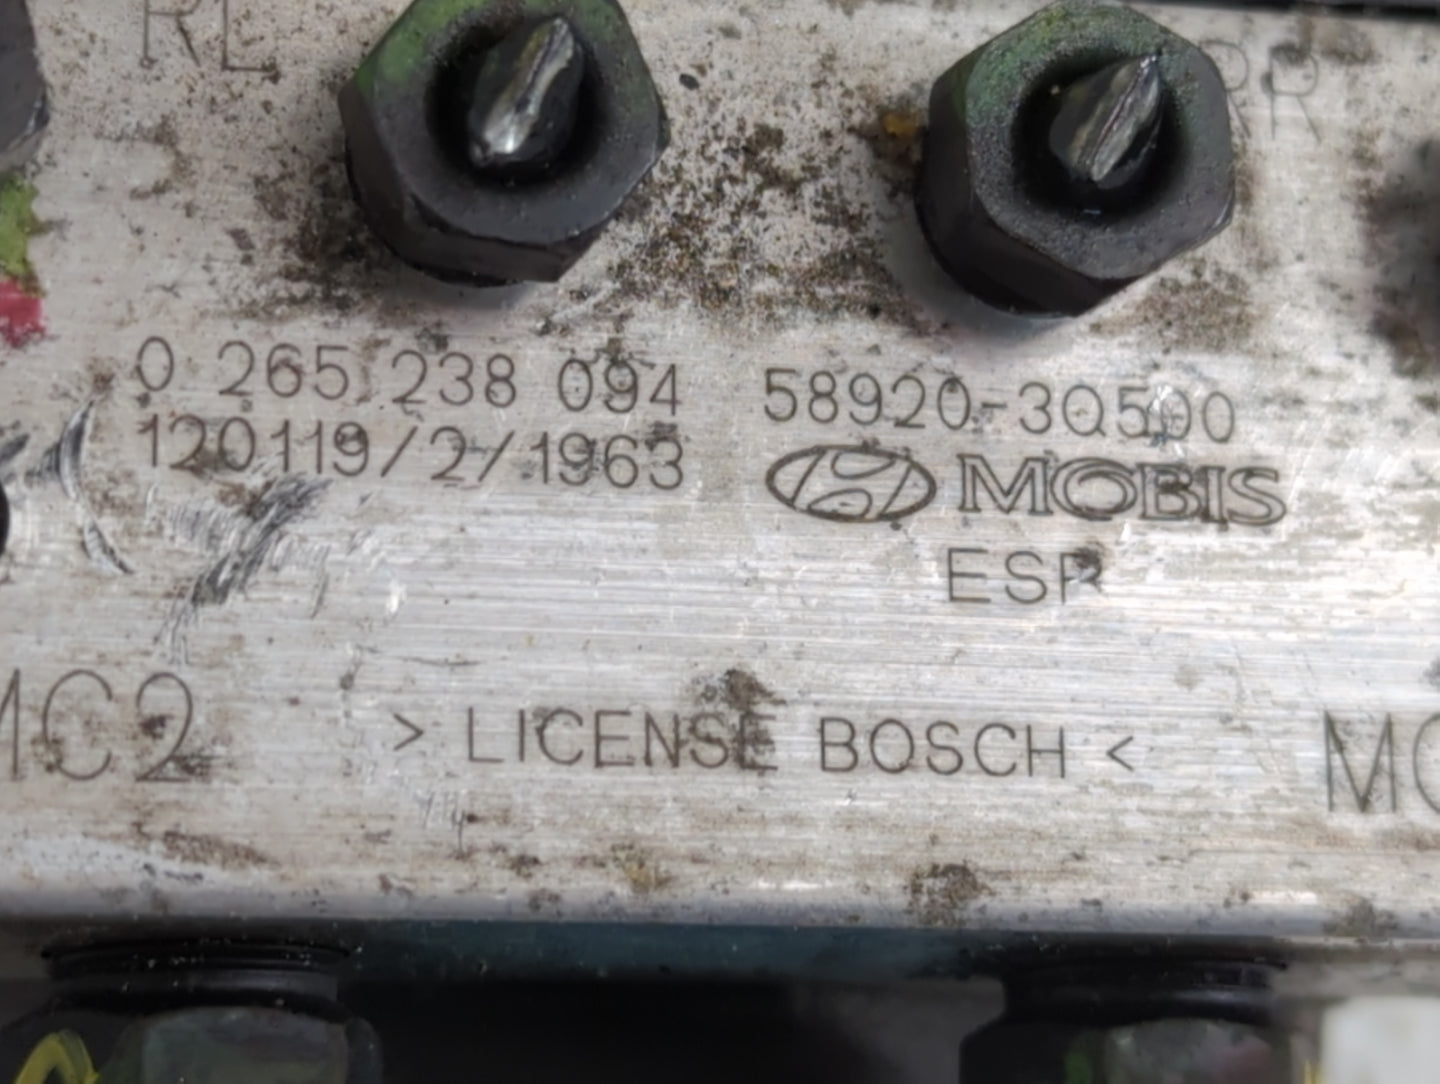 RL
RR
0 265 238 094 58920-3Q500
120119/2/1963 MOBIS
ESP
MC2 > LICENSE BOSCH < MC